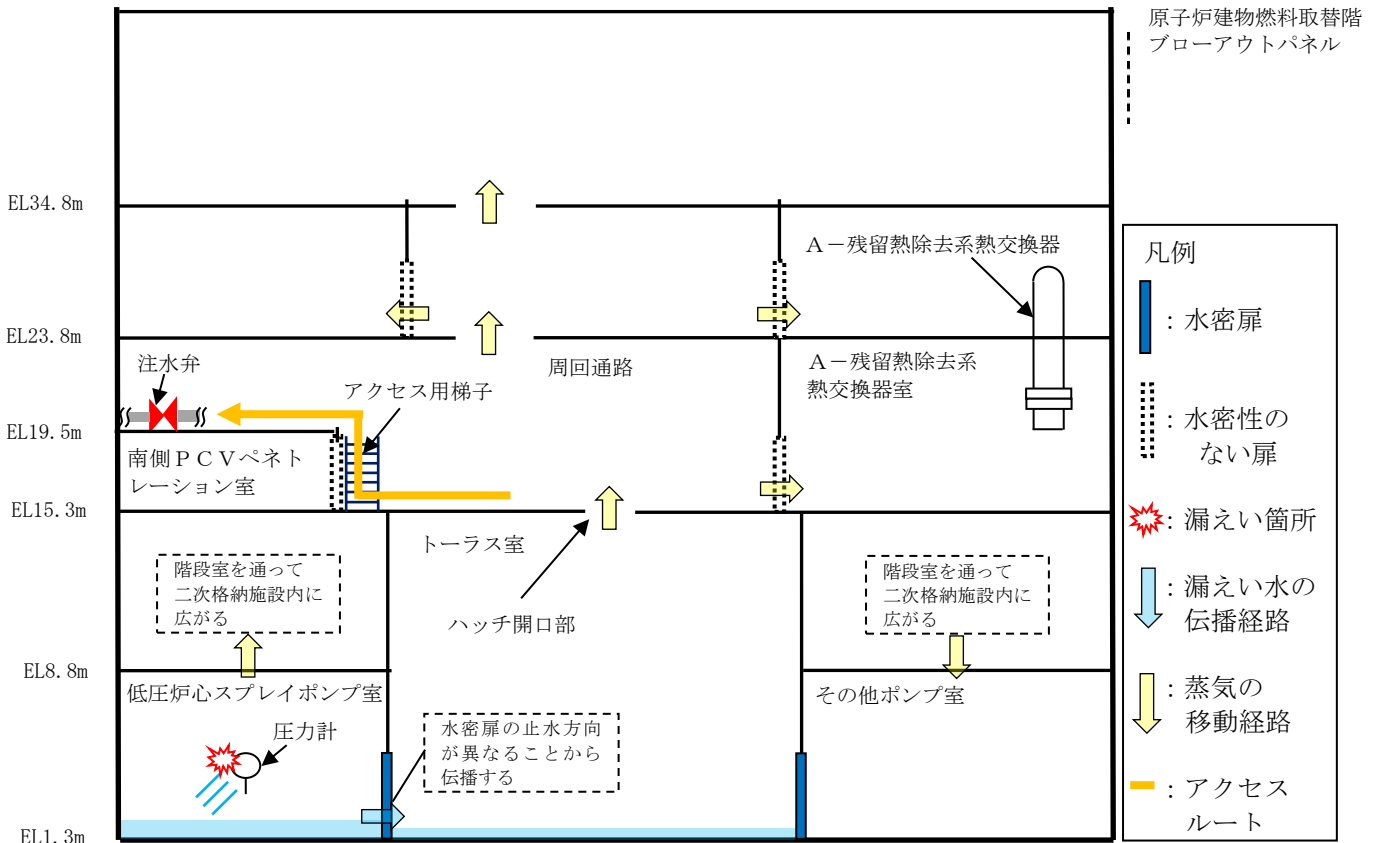 原子炉建物燃料取替階
ブローアウトパネル
EL34.8m
A-残留熱除去系熱交換器
EL23.8m
注水弁
アクセス用梯子
周回通路
A-残留熱除去系
熱交換器室
EL19.5m
南側PCVペネト
レーション室
EL15.3m
トーラス室
階段室を通って
二次格納施設内に
広がる
ハッチ開口部
階段室を通って
二次格納施設内に
広がる
EL8.8m
低圧炉心スプレイポンプ室
圧力計
水密扉の止水方向
が異なることから
伝播する
その他ポンプ室
EL1.3m
凡例
:水密扉
:水密性の
ない扉
:漏えい箇所
:漏えい水の
伝播経路
:蒸気の
移動経路
:アクセス
ルート